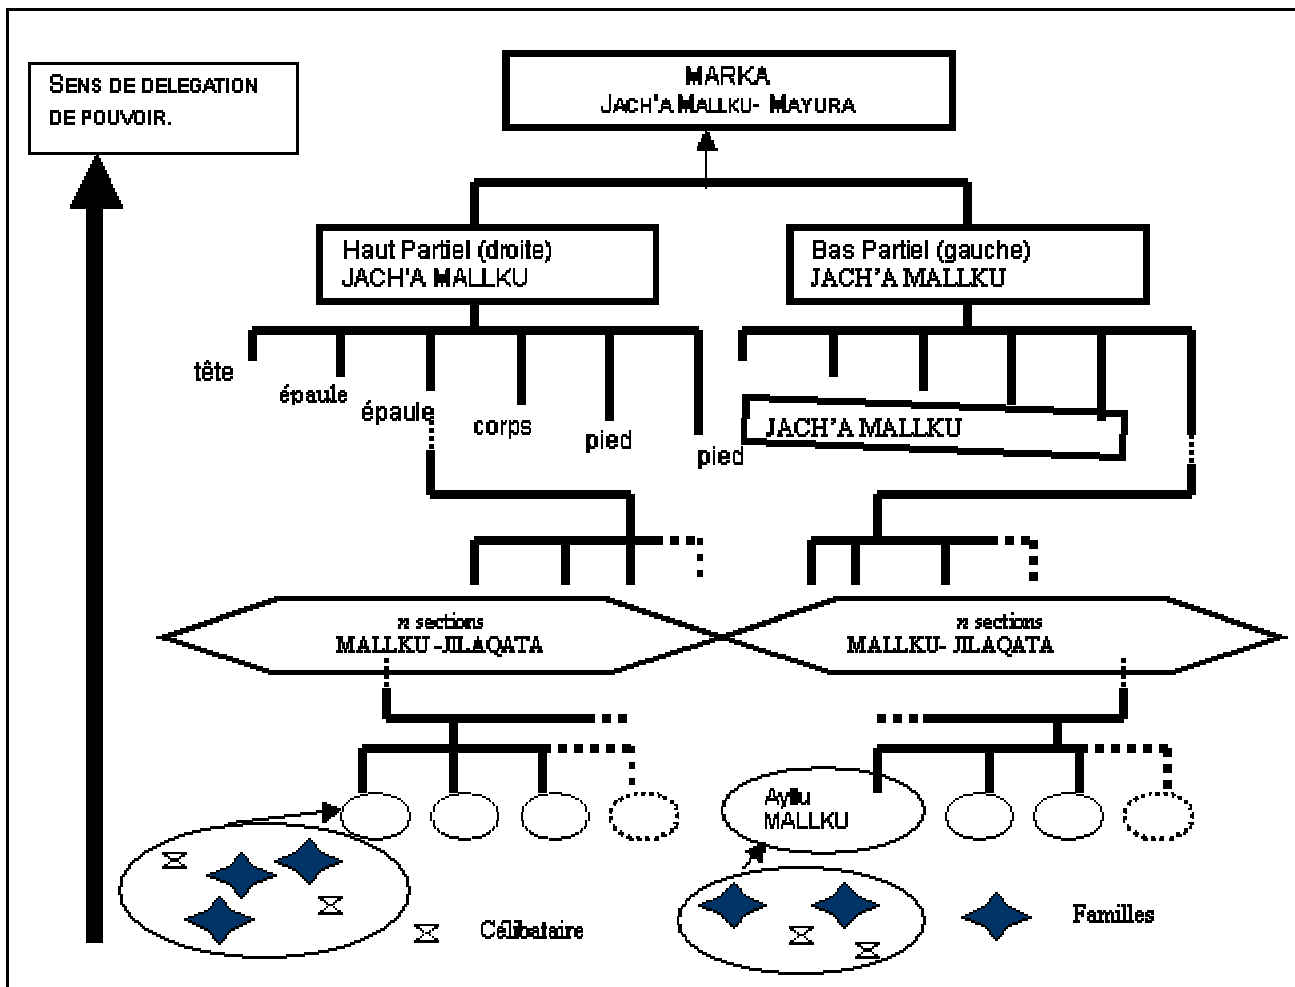 SENS DE DELEGATION
DE POUVOIR.
MARKA
JACH'A MALLKU- MAYURA
Haut Partiel (droite)
JACH'A MALLKU
Bas Partiel (gauche)
JACH'A MALLKU
tête
épaule
épaule
corps
pied
pied
JACH'A MALLKU
n sections
MALLKU -JILAQATA
n sections
MALLKU- JILAQATA
Ayllu
MALLKU
Célibataire
Familles